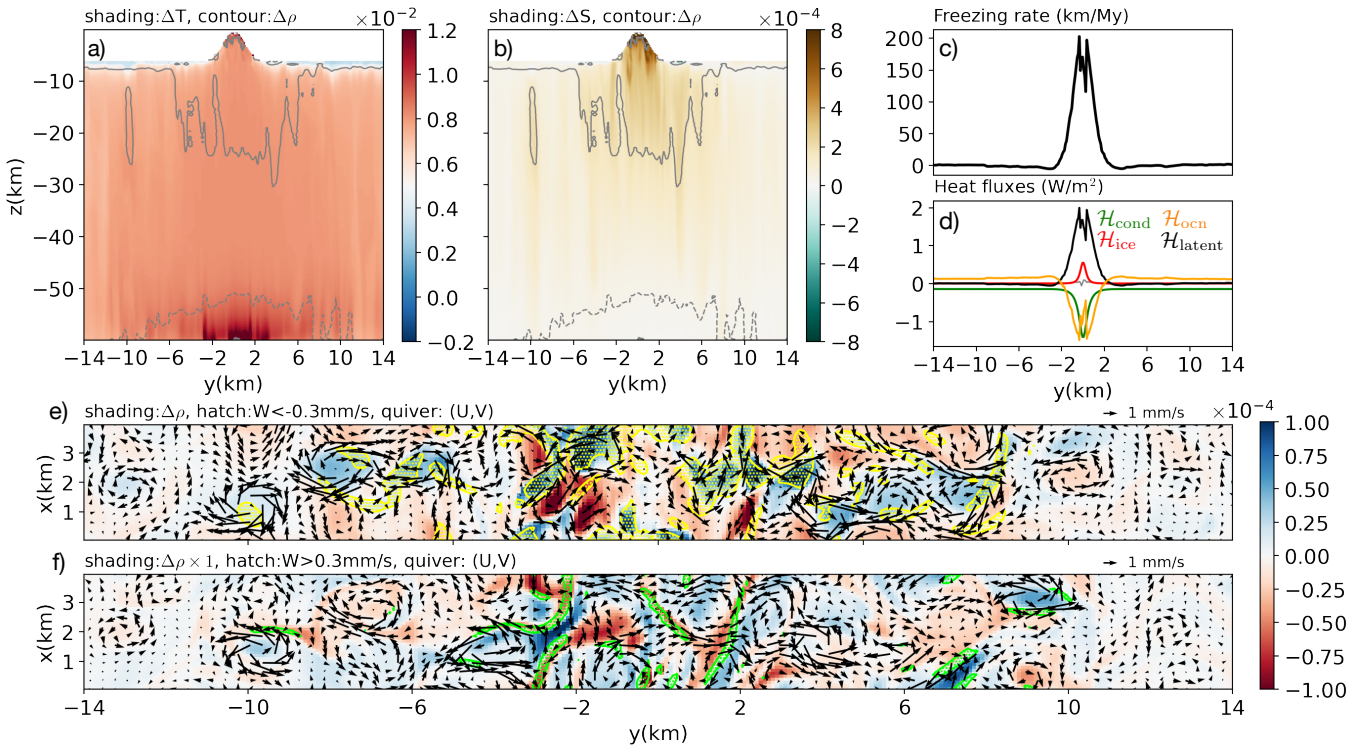 shading:ΔT, contour:Δρ ×10⁻²
a)
1.2
1.0
0.8
0.6
0.4
0.2
0.0
−0.2
z(km)
−10
−20
−30
−40
−50
−14 −10 −6 −2 2 6 11 14
y(km)
shading:ΔS, contour:Δρ ×10⁻⁴
b)
8
6
4
2
0
−2
−4
−6
−8
−14 −10 −6 −2 2 6 11 14
y(km)
Freezing rate (km/My)
c)
200
150
100
50
0
Heat fluxes (W/m²)
d)
ℋcond ℋocn
ℋice ℋlatent
2
1
0
−1
−14 −10 −6 −2 2 6 10 14
y(km)
e) shading:Δρ, hatch:W<-0.3mm/s, quiver: (U,V) 1 mm/s ×10⁻⁴
x(km)
3
2
1
f) shading:Δρ × 1, hatch:W>0.3mm/s, quiver: (U,V) 1 mm/s
x(km)
3
2
1
−14 −10 −6 −2 2 6 10 14
y(km)
1.00
0.75
0.50
0.25
0.00
−0.25
−0.50
−0.75
−1.00